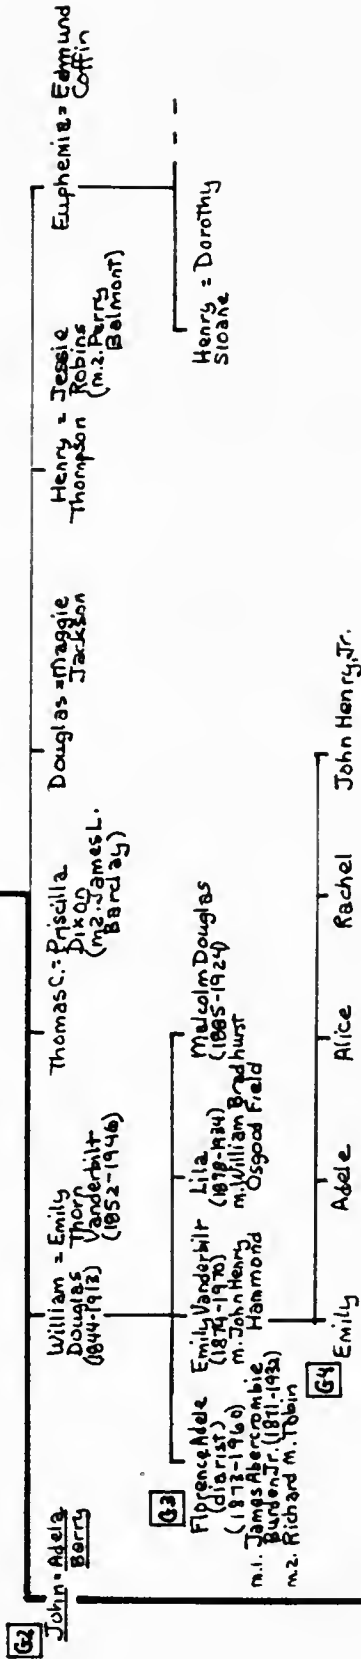 G2
John = Adela
Berry
William = Emily
Douglas Thorn
(1844-1913) Vanderbilt
(1852-1946)
Thomas C. = Priscilla
Dixon
(m2. James L.
Barclay)
Douglas = Maggie
Jackson
Henry = Jessie
Thompson Robins
(m.2. Perry
Belmont)
Euphemia = Edmund
Coffin
G3
Florence Adele
(diarist)
(1873-1960)
m.1. James Abercrombie
Burden Jr. (1871-1932)
m.2. Richard M. Tobin
Emily Vanderbilt
(1874-1970)
m. John Henry
Hammond
Lila
(1878-1934)
m. William Bradhurst
Osgood Field
Malcolm Douglas
(1885-1924)
Henry = Dorothy
Sloane
G4
Emily
Adele
Alice
Rachel
John Henry, Jr.